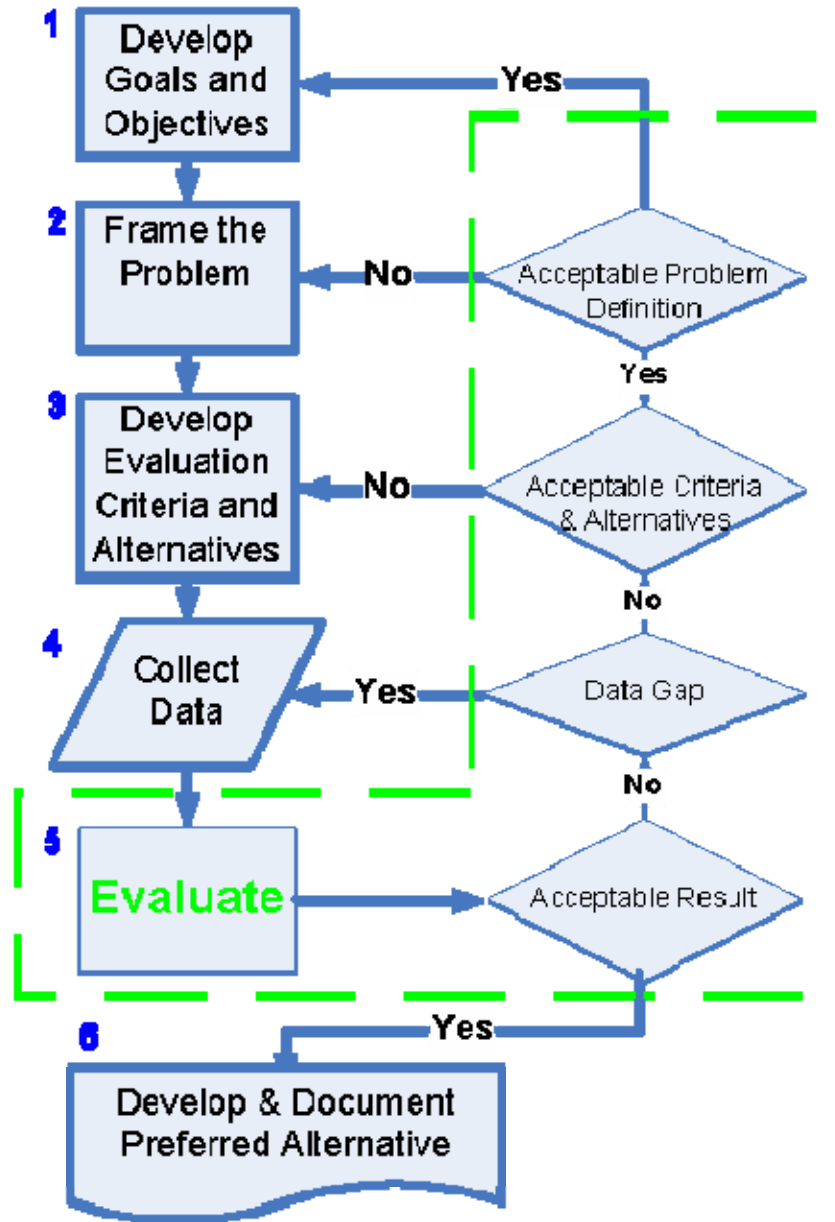 1
Develop
Goals and
Objectives
Yes
2
Frame the
Problem
No
Acceptable Problem
Definition
Yes
3
Develop
Evaluation
Criteria and
Alternatives
No
Acceptable Criteria
& Alternatives
No
4
Collect
Data
Yes
Data Gap
No
5
Evaluate
Acceptable Result
Yes
6
Develop & Document
Preferred Alternative